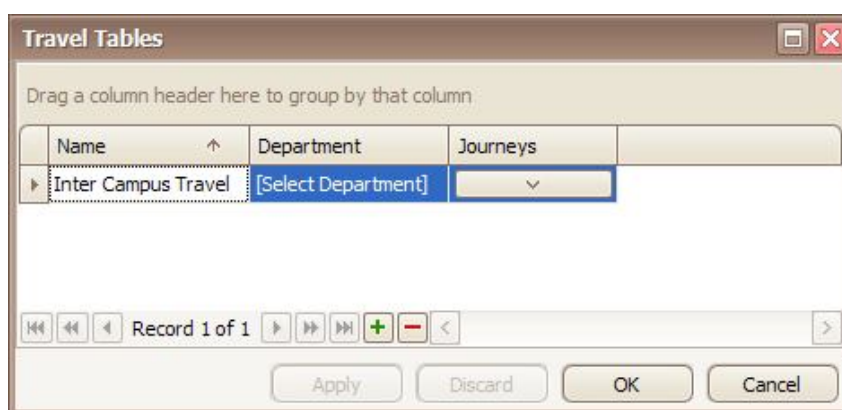 Travel Tables
Drag a column header here to group by that column
Name Department Journeys
Inter Campus Travel [Select Department]
Record 1 of 1
Apply Discard OK Cancel